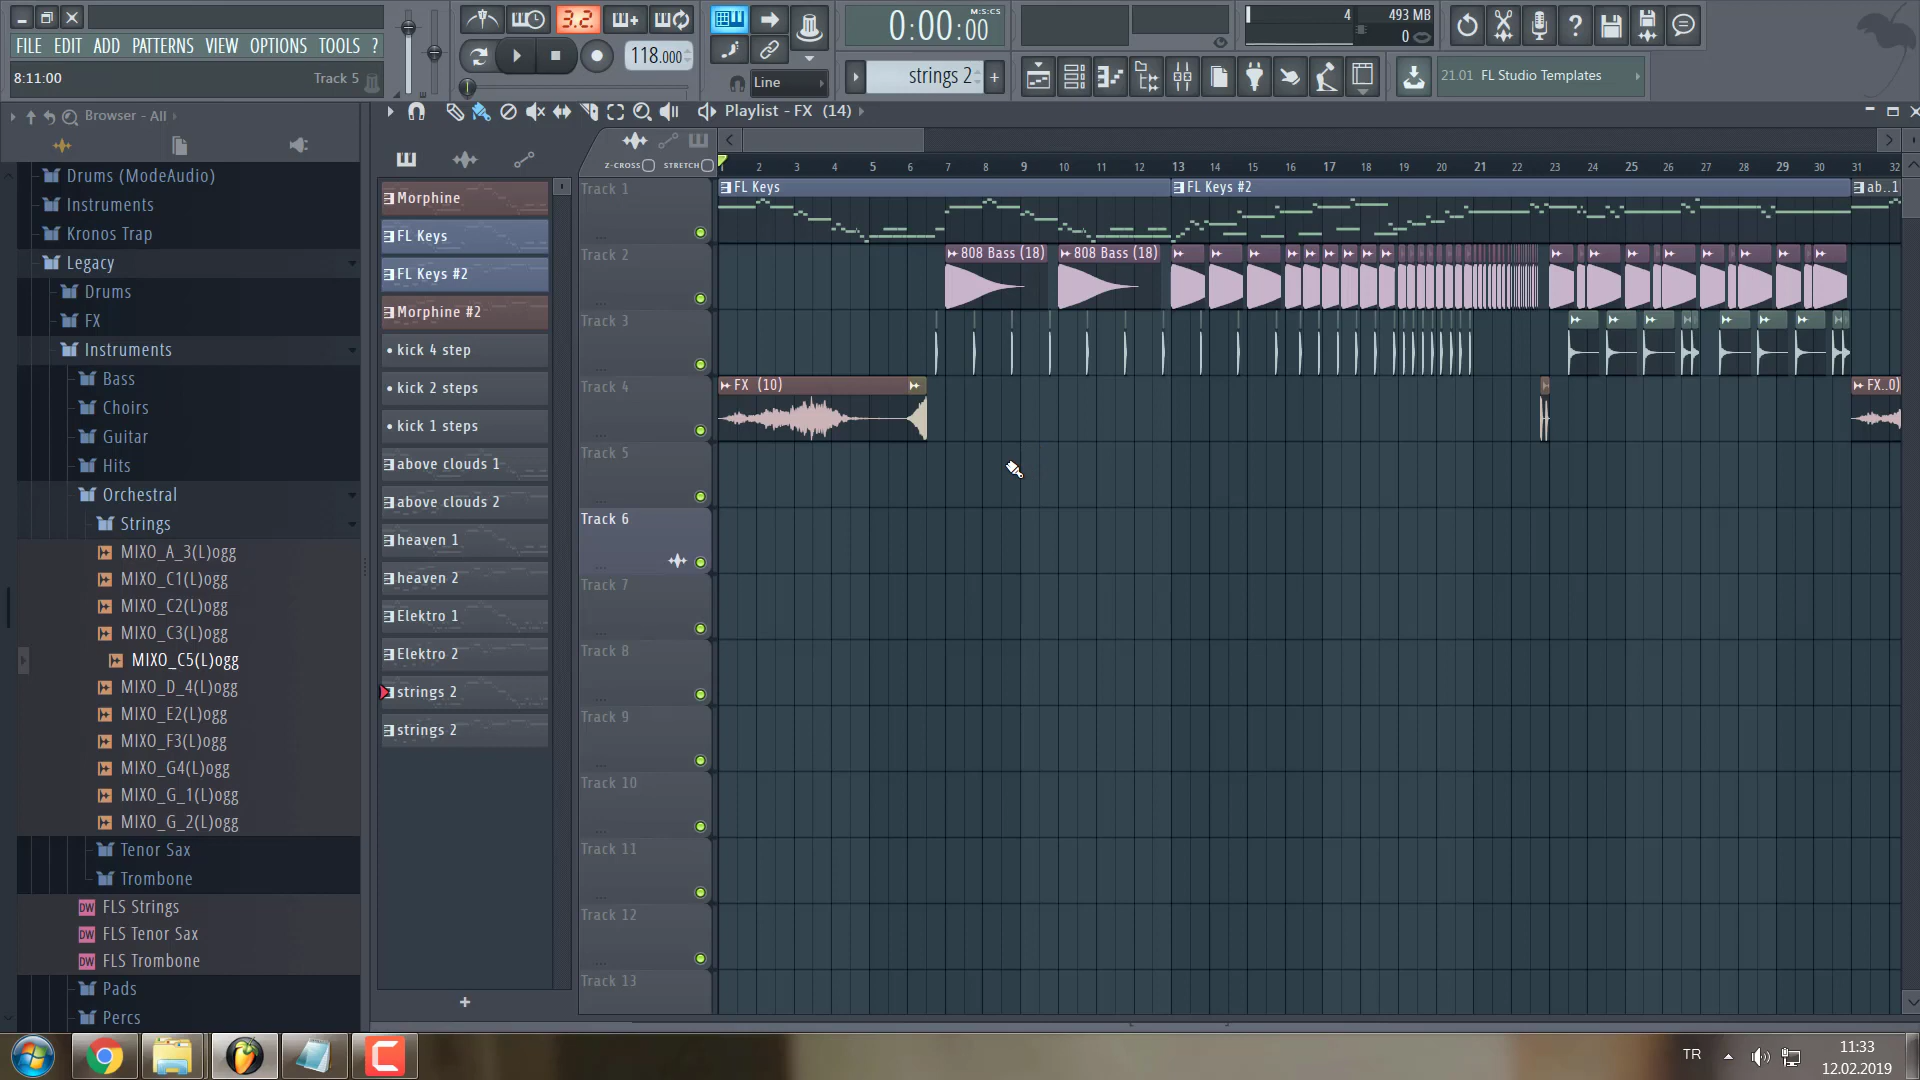 3.2.
0:00:00
M:S:CS
4
493 MB
0
FILE EDIT ADD PATTERNS VIEW OPTIONS TOOLS ?
118.000
8:11:00
Track 5
Line
strings 2
21.01 FL Studio Templates
Browser - All
Playlist - FX (14)
Z-CROSS
STRETCH
1 2 3 4 5 6 7 8 9 10 11 12 13 14 15 16 17 18 19 20 21 22 23 24 25 26 27 28 29 30 31 32
Drums (ModeAudio)
Instruments
Kronos Trap
Legacy
Drums
FX
Instruments
Bass
Choirs
Guitar
Hits
Orchestral
Strings
MIXO_A_3(L)ogg
MIXO_C1(L)ogg
MIXO_C2(L)ogg
MIXO_C3(L)ogg
MIXO_C5(L)ogg
MIXO_D_4(L)ogg
MIXO_E2(L)ogg
MIXO_F3(L)ogg
MIXO_G4(L)ogg
MIXO_G_1(L)ogg
MIXO_G_2(L)ogg
Tenor Sax
Trombone
DW FLS Strings
DW FLS Tenor Sax
DW FLS Trombone
Pads
Percs
Morphine
FL Keys
FL Keys #2
Morphine #2
kick 4 step
kick 2 steps
kick 1 steps
above clouds 1
above clouds 2
heaven 1
heaven 2
Elektro 1
Elektro 2
strings 2
strings 2
+
Track 1
FL Keys
FL Keys #2
ab..1
Track 2
808 Bass (18)
808 Bass (18)
Track 3
Track 4
FX (10)
FX..0)
Track 5
Track 6
Track 7
Track 8
Track 9
Track 10
Track 11
Track 12
Track 13
TR
11:33
12.02.2019